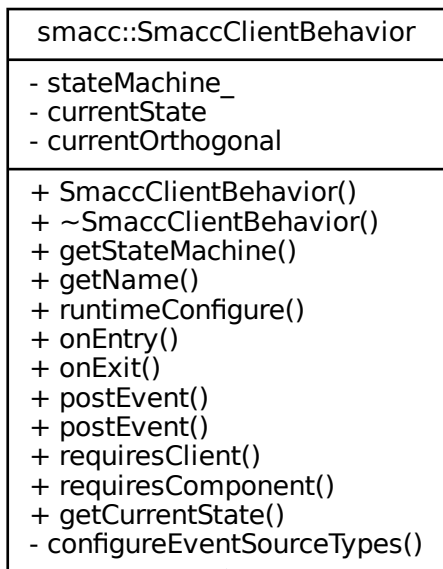 smacc::SmaccClientBehavior
- stateMachine_
- currentState
- currentOrthogonal
+ SmaccClientBehavior()
+ ~SmaccClientBehavior()
+ getStateMachine()
+ getName()
+ runtimeConfigure()
+ onEntry()
+ onExit()
+ postEvent()
+ postEvent()
+ requiresClient()
+ requiresComponent()
+ getCurrentState()
- configureEventSourceTypes()